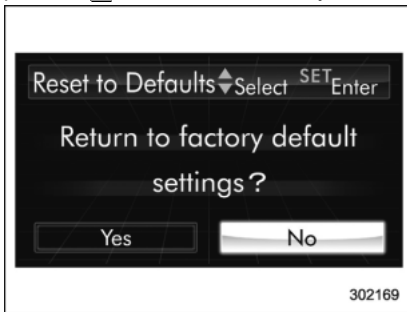 Reset to Defaults Select SET Enter
Return to factory default
settings?
Yes No
302169